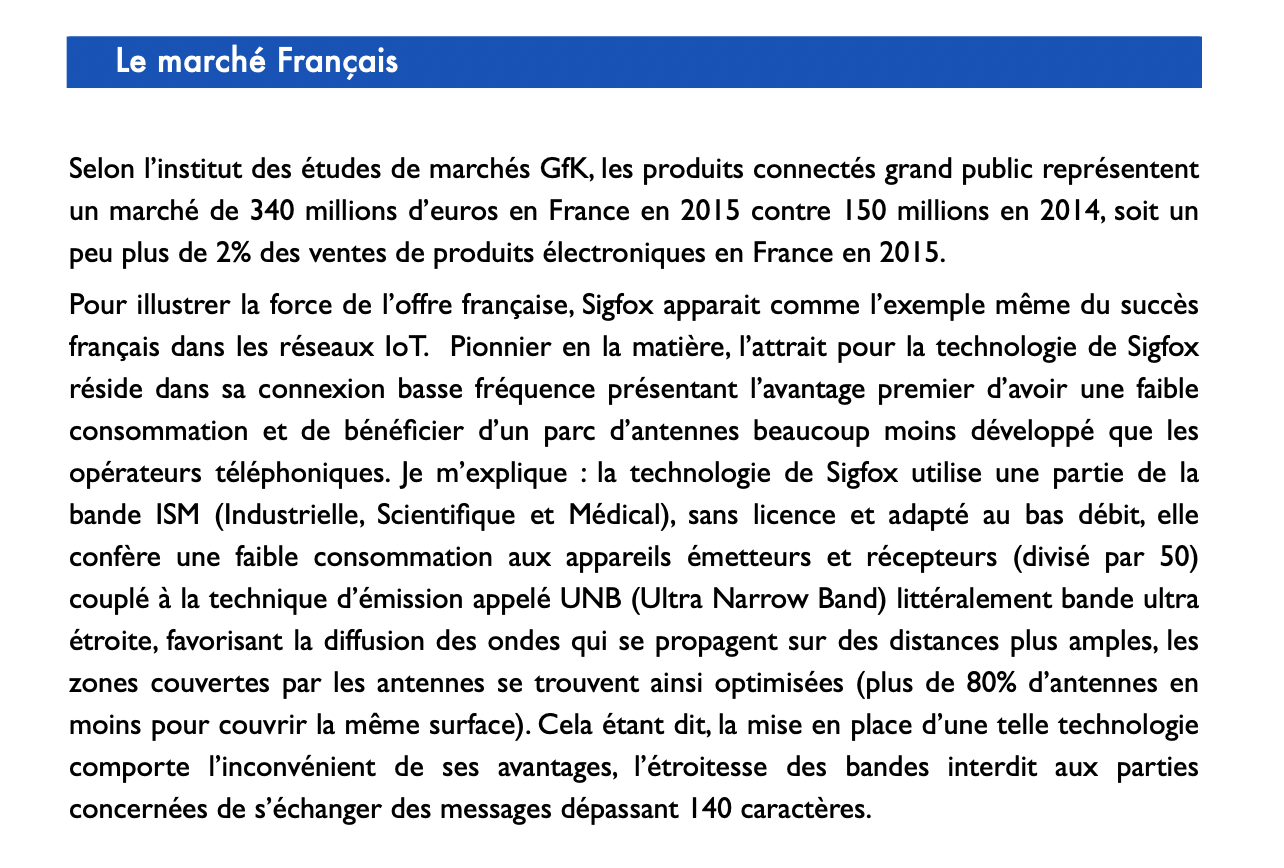 Le marché Français
Selon l’institut des études de marchés GfK, les produits connectés grand public représentent
un marché de 340 millions d’euros en France en 2015 contre 150 millions en 2014, soit un
peu plus de 2% des ventes de produits électroniques en France en 2015.
Pour illustrer la force de l’offre française, Sigfox apparait comme l’exemple même du succès
français dans les réseaux IoT.  Pionnier en la matière, l’attrait pour la technologie de Sigfox
réside dans sa connexion basse fréquence présentant l’avantage premier d’avoir une faible
consommation et de bénéficier d’un parc d’antennes beaucoup moins développé que les
opérateurs téléphoniques. Je m’explique : la technologie de Sigfox utilise une partie de la
bande ISM (Industrielle, Scientifique et Médical), sans licence et adapté au bas débit, elle
confère une faible consommation aux appareils émetteurs et récepteurs (divisé par 50)
couplé à la technique d’émission appelé UNB (Ultra Narrow Band) littéralement bande ultra
étroite, favorisant la diffusion des ondes qui se propagent sur des distances plus amples, les
zones couvertes par les antennes se trouvent ainsi optimisées (plus de 80% d’antennes en
moins pour couvrir la même surface). Cela étant dit, la mise en place d’une telle technologie
comporte l’inconvénient de ses avantages, l’étroitesse des bandes interdit aux parties
concernées de s’échanger des messages dépassant 140 caractères.